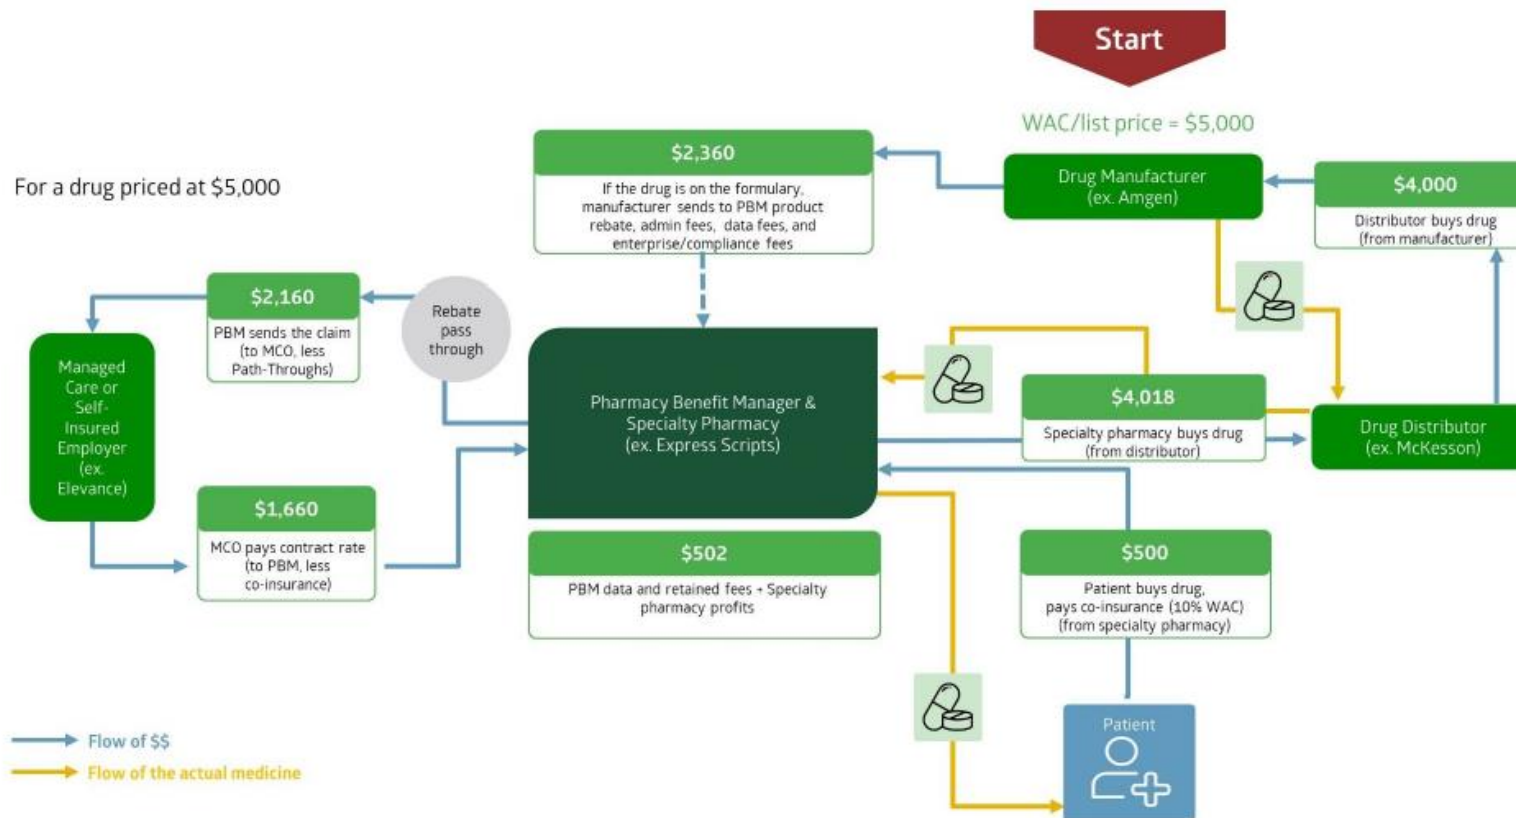 Start
WAC/list price = $5,000
For a drug priced at $5,000
$2,360
If the drug is on the formulary,
manufacturer sends to PBM product
rebate, admin fees, data fees, and
enterprise/compliance fees
Drug Manufacturer
(ex. Amgen)
$4,000
Distributor buys drug
(from manufacturer)
$2,160
PBM sends the claim
(to MCO, less
Path-Throughs)
Rebate
pass
through
Managed
Care or
Self-
Insured
Employer
(ex.
Elevance)
Pharmacy Benefit Manager &
Specialty Pharmacy
(ex. Express Scripts)
$4,018
Specialty pharmacy buys drug
(from distributor)
Drug Distributor
(ex. McKesson)
$1,660
MCO pays contract rate
(to PBM, less
co-insurance)
$502
PBM data and retained fees + Specialty
pharmacy profits
$500
Patient buys drug,
pays co-insurance (10% WAC)
(from specialty pharmacy)
Patient
Flow of $$
Flow of the actual medicine